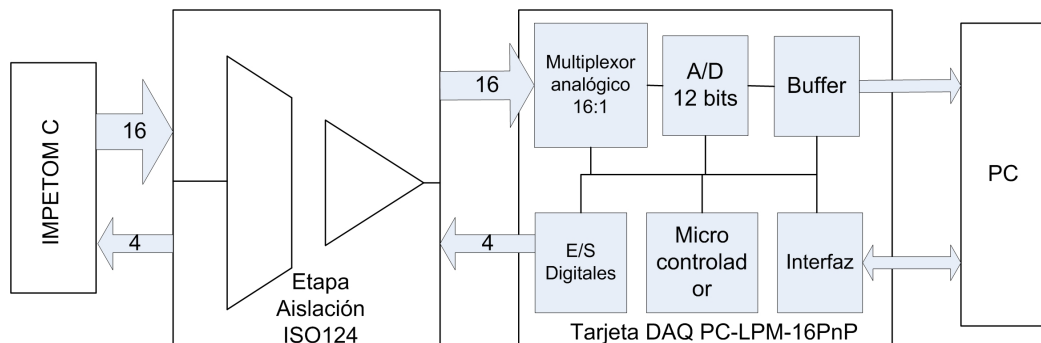 IMPETOM C
16
4
Etapa
Aislación
ISO124
16
4
Multiplexor
analógico
16:1
A/D
12 bits
Buffer
E/S
Digitales
Micro
controlad
or
Interfaz
Tarjeta DAQ PC-LPM-16PnP
PC